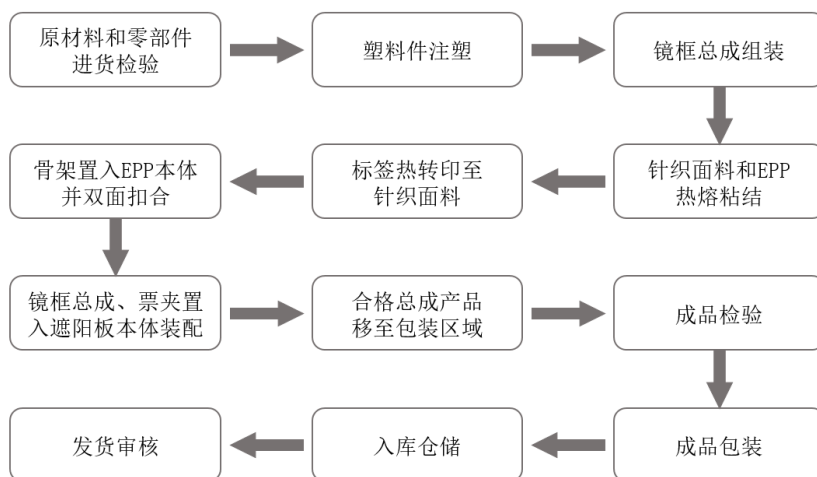 原材料和零部件
进货检验
塑料件注塑
镜框总成组装
针织面料和EPP
热熔粘结
标签热转印至
针织面料
骨架置入EPP本体
并双面扣合
镜框总成、票夹置
入遮阳板本体装配
合格总成产品
移至包装区域
成品检验
成品包装
入库仓储
发货审核